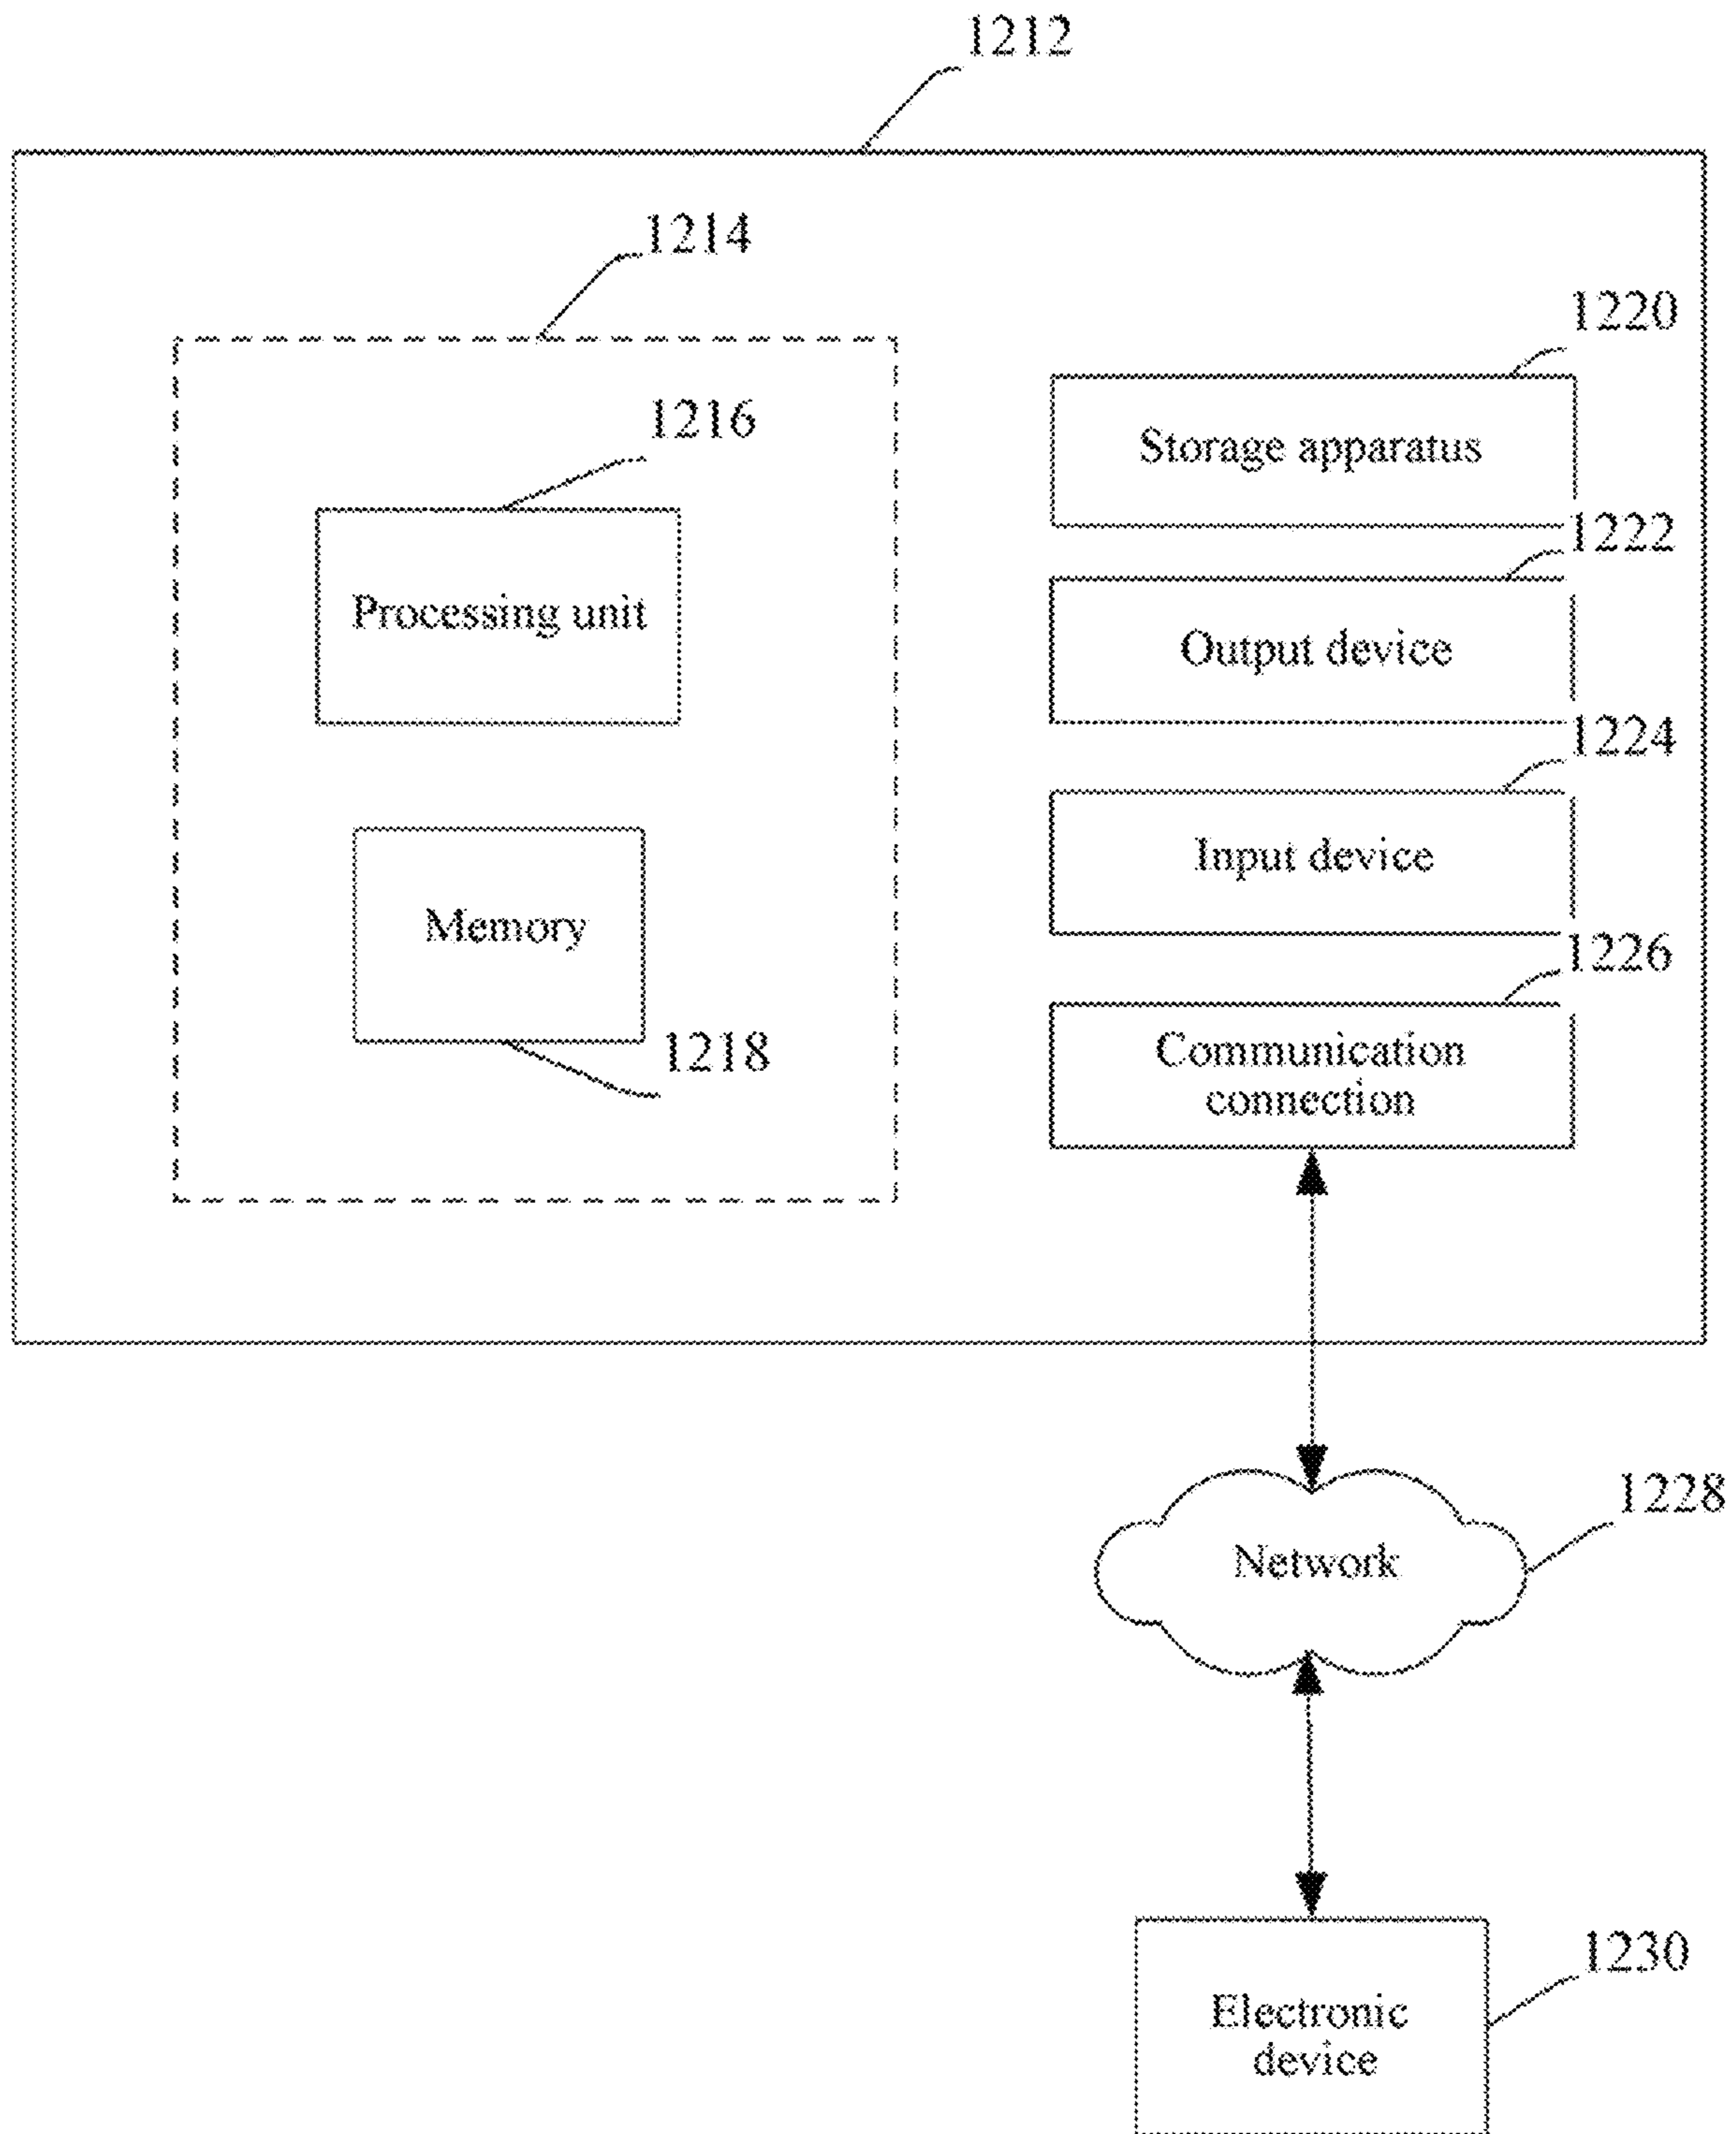 1212
1214
1220
1216
Storage apparatus
1222
Processing unit
Output device
1224
Input device
Memory
1226
1218
Communication
connection
1228
Network
1230
Electronic
device